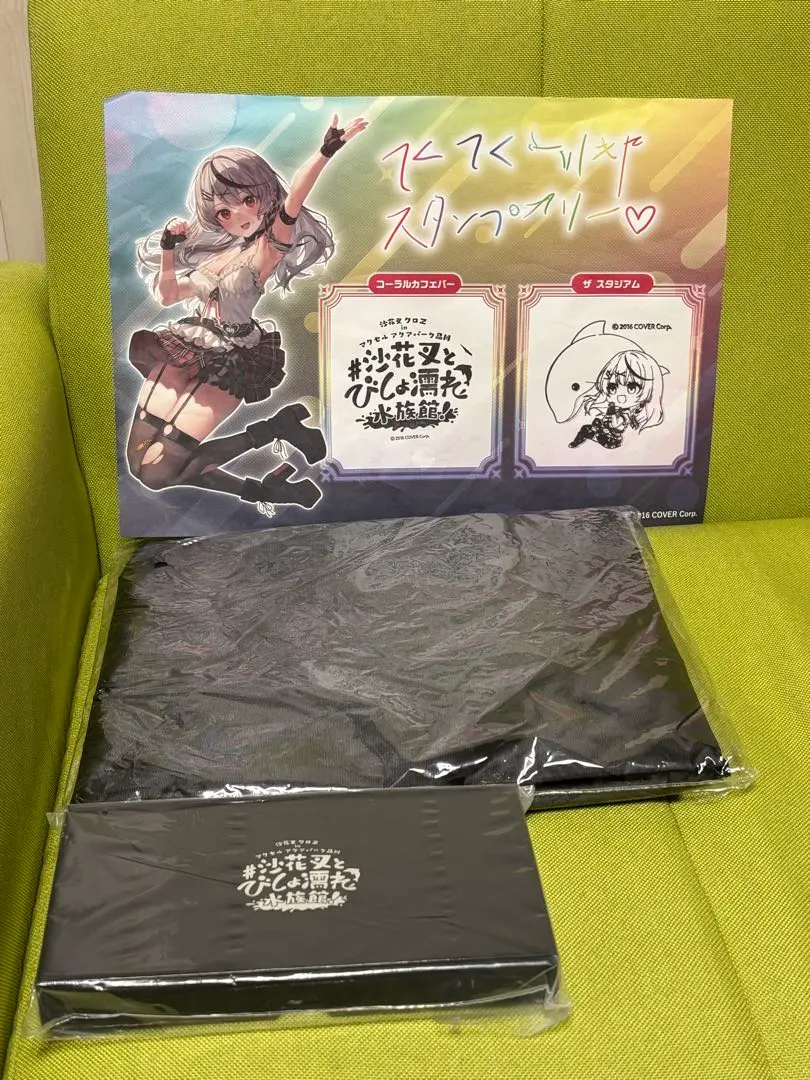 てくてく
スタンプラリー♡
コーラルカフェバー
沙花叉クロヱ
in
マクセル アクアパーク品川
#沙花叉と
びしょ濡れ
水族館!
©2016 COVER Corp.
ザ スタジアム
©2016 COVER Corp.
016 COVER Corp.
沙花叉クロヱ
in
マクセル アクアパーク品川
#沙花叉と
びしょ濡れ
水族館!